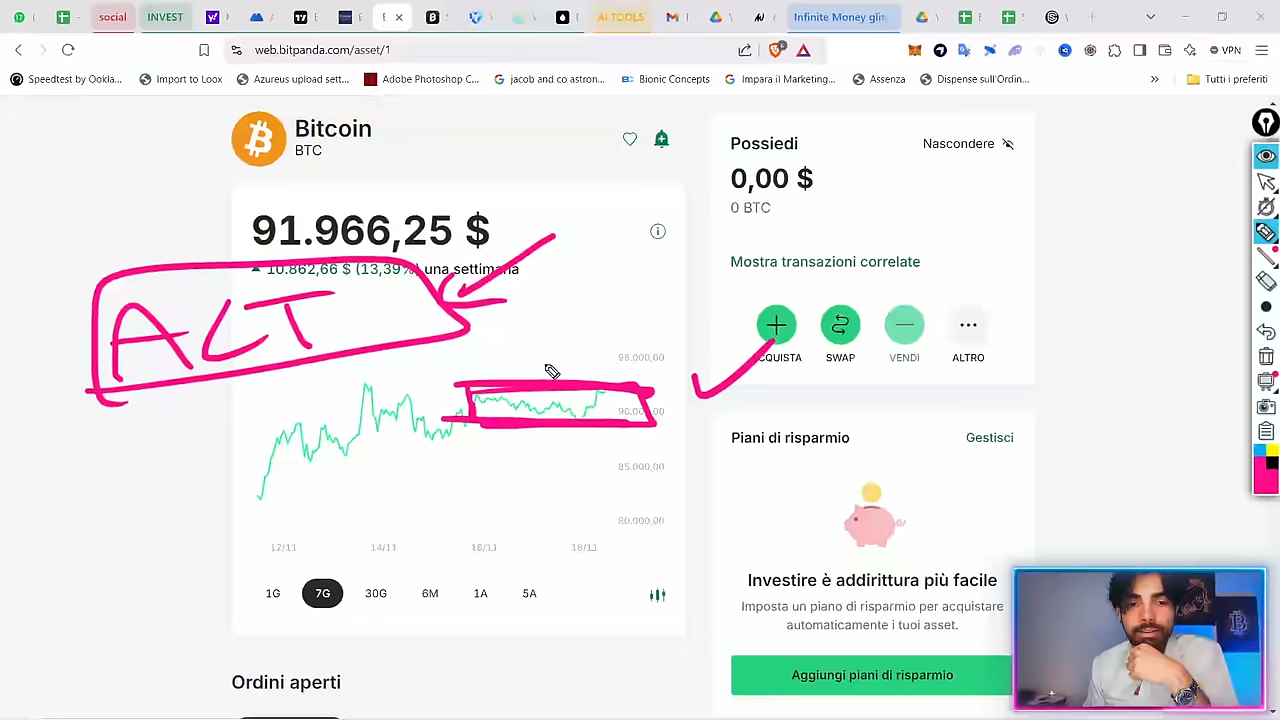 social
INVEST
AI TOOLS
Infinite Money glit
web.bitpanda.com/asset/1
VPN
Speedtest by Ookla...
Import to Loox
Azureus upload sett...
Adobe Photoshop C...
jacob and co astron...
Bionic Concepts
Impara il Marketing...
Assenza
Dispense sull'Ordin...
Tutti i preferiti
Bitcoin
BTC
91.966,25 $
10.862,66 $ (13,39%) una settimana
ALT
95.000,00
90.000,00
85.000,00
80.000,00
12/11
14/11
16/11
18/11
1G
7G
30G
6M
1A
5A
Ordini aperti
Possiedi
Nascondere
0,00 $
0 BTC
Mostra transazioni correlate
ACQUISTA
SWAP
VENDI
ALTRO
Piani di risparmio
Gestisci
Investire è addirittura più facile
Imposta un piano di risparmio per acquistare
automaticamente i tuoi asset.
Aggiungi piani di risparmio